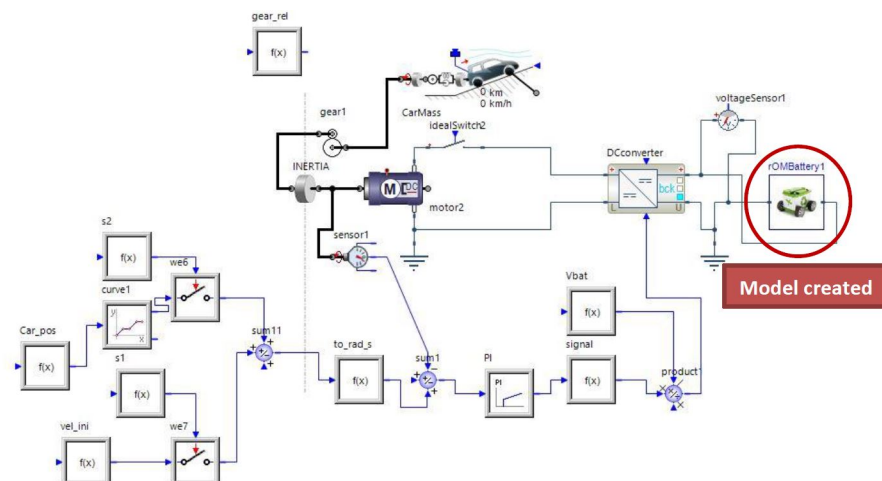 gear_rel
f(x)
0 km
0 km/h
gear1
CarMass
idealSwitch2
voltageSensor1
DCconverter
rOMBattery1
INERTIA
M
DC
bck
motor2
s2
f(x)
we6
sensor1
Model created
curve1
y
x
Vbat
f(x)
Car_pos
f(x)
sum11
s1
f(x)
to_rad_s
f(x)
sum1
PI
PI
signal
f(x)
product1
vel_ini
f(x)
we7